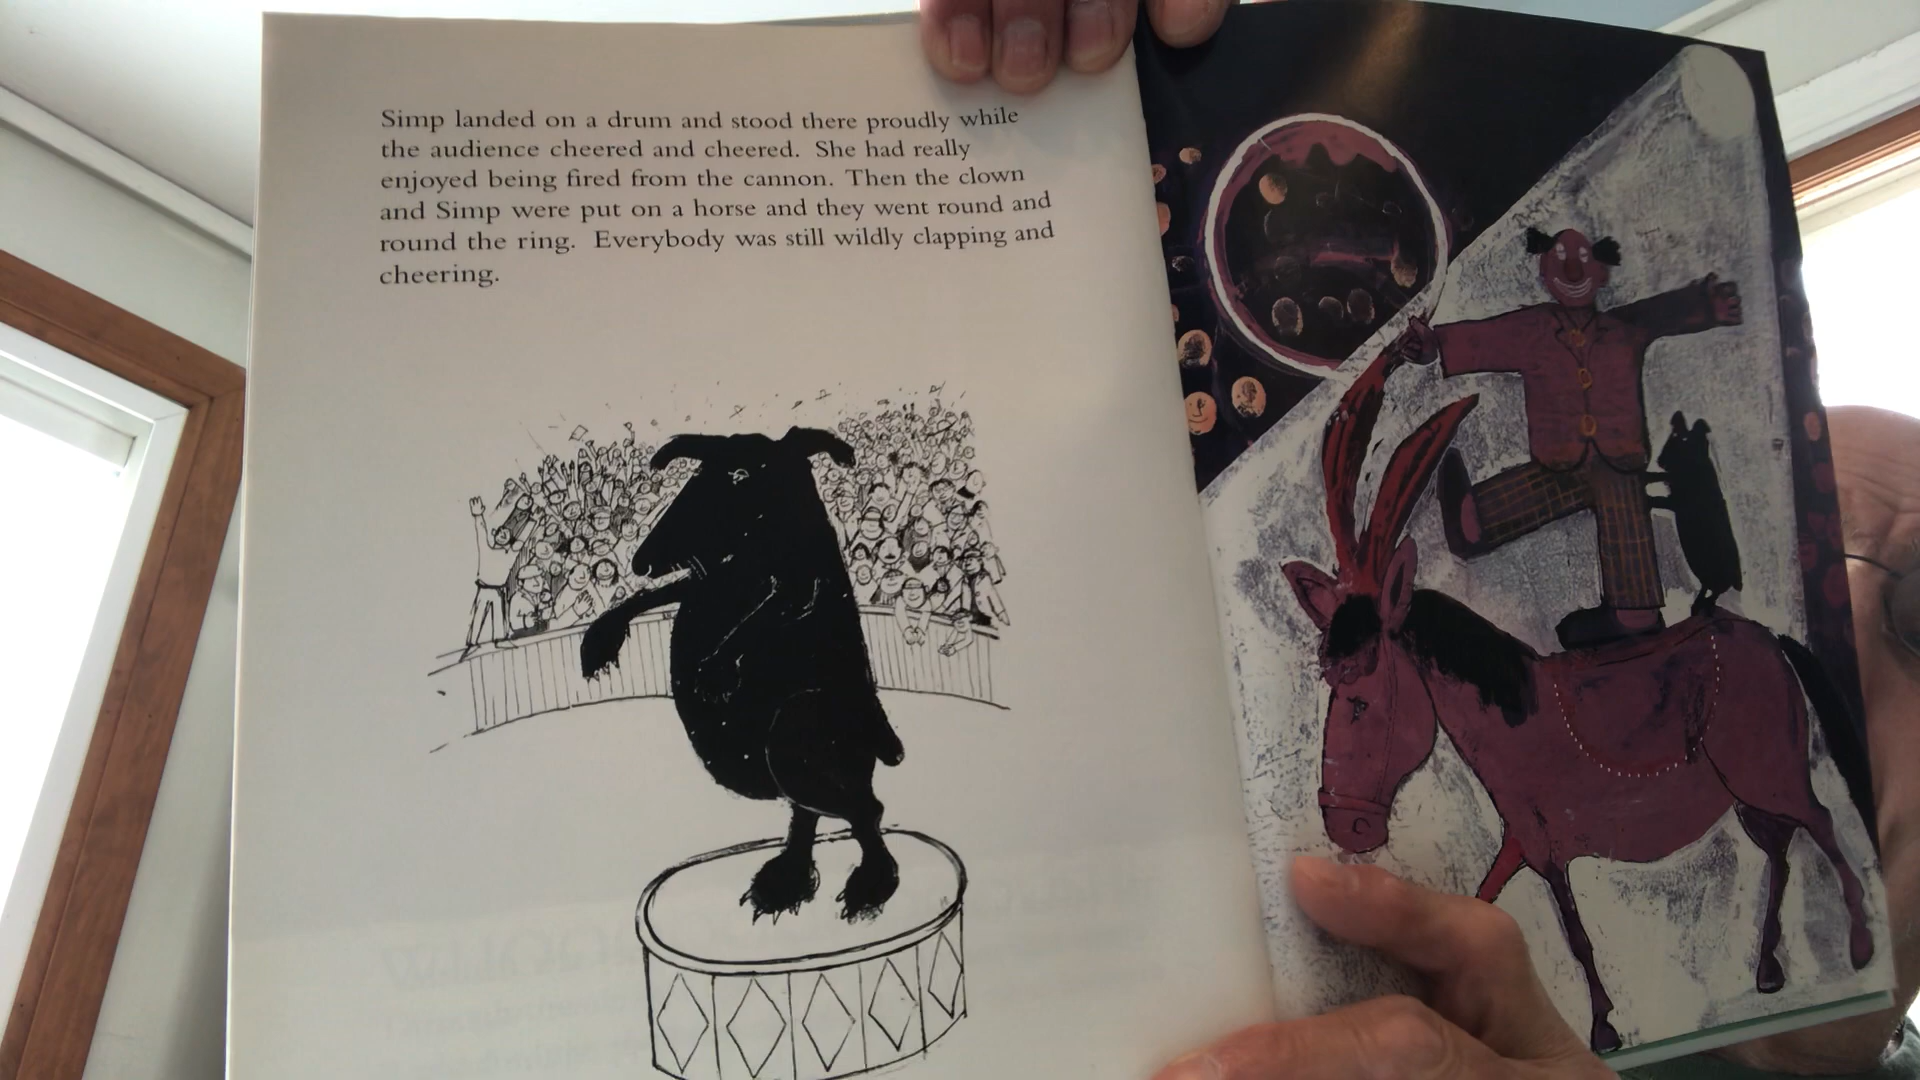 Simp landed on a drum and stood there proudly while
the audience cheered and cheered. She had really
enjoyed being fired from the cannon. Then the clown
and Simp were put on a horse and they went round and
round the ring. Everybody was still wildly clapping and
cheering.